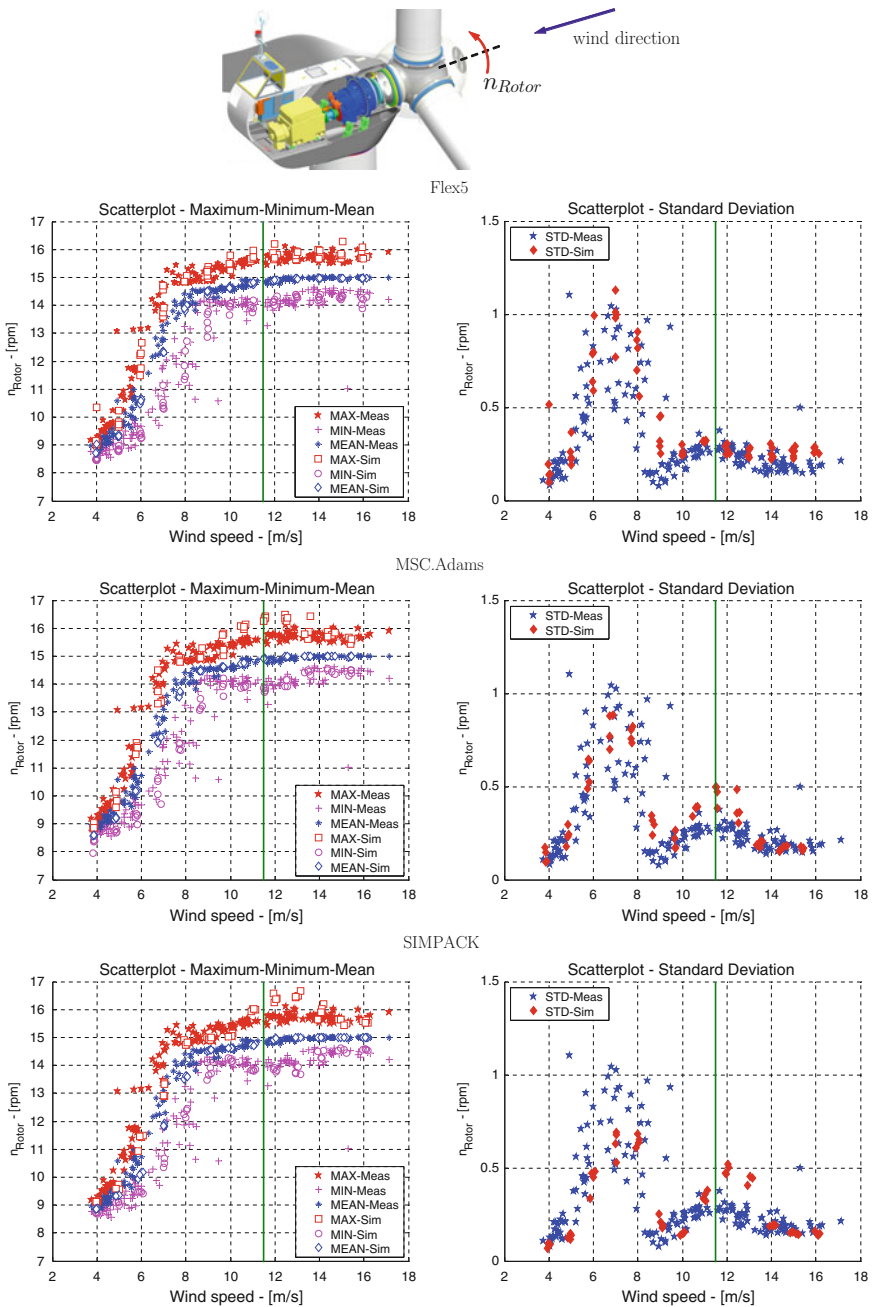 wind direction
nRotor
Flex5
Scatterplot - Maximum-Minimum-Mean
17
16
15
14
13
12
11
10
9
8
7
nRotor - [rpm]
MAX-Meas
MIN-Meas
MEAN-Meas
MAX-Sim
MIN-Sim
MEAN-Sim
2 4 6 8 10 12 14 16 18
Wind speed - [m/s]
Scatterplot - Standard Deviation
1.5
1
0.5
0
nRotor - [rpm]
STD-Meas
STD-Sim
2 4 6 8 10 12 14 16 18
Wind speed - [m/s]
MSC.Adams
Scatterplot - Maximum-Minimum-Mean
17
16
15
14
13
12
11
10
9
8
7
nRotor - [rpm]
MAX-Meas
MIN-Meas
MEAN-Meas
MAX-Sim
MIN-Sim
MEAN-Sim
2 4 6 8 10 12 14 16 18
Wind speed - [m/s]
Scatterplot - Standard Deviation
1.5
1
0.5
0
nRotor - [rpm]
STD-Meas
STD-Sim
2 4 6 8 10 12 14 16 18
Wind speed - [m/s]
SIMPACK
Scatterplot - Maximum-Minimum-Mean
17
16
15
14
13
12
11
10
9
8
7
nRotor - [rpm]
MAX-Meas
MIN-Meas
MEAN-Meas
MAX-Sim
MIN-Sim
MEAN-Sim
2 4 6 8 10 12 14 16 18
Wind speed - [m/s]
Scatterplot - Standard Deviation
1.5
1
0.5
0
nRotor - [rpm]
STD-Meas
STD-Sim
2 4 6 8 10 12 14 16 18
Wind speed - [m/s]